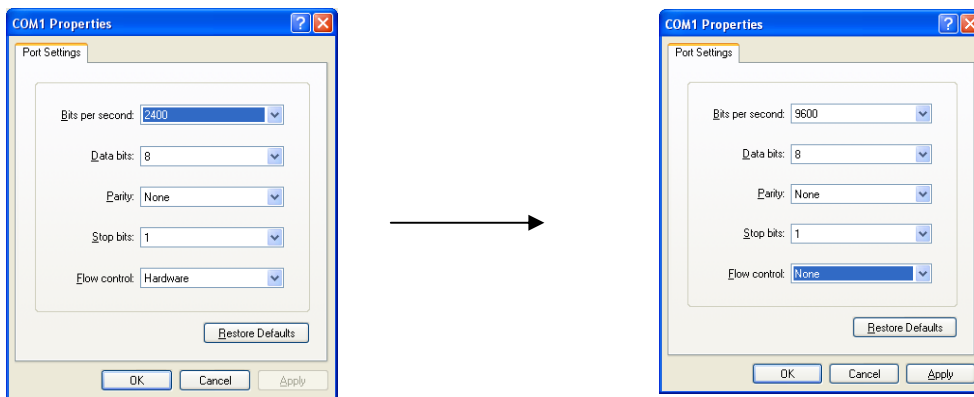 COM1 Properties
Port Settings
Bits per second: 2400
Data bits: 8
Parity: None
Stop bits: 1
Flow control: Hardware
Restore Defaults
OK Cancel Apply
COM1 Properties
Port Settings
Bits per second: 9600
Data bits: 8
Parity: None
Stop bits: 1
Flow control: None
Restore Defaults
OK Cancel Apply